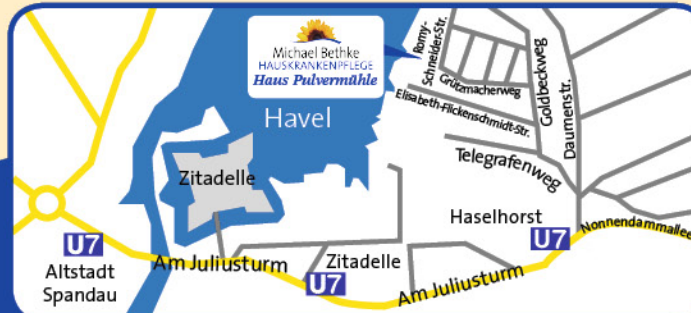 Michael Bethke
HAUSKRANKENPFLEGE
Haus Pulvermühle
Havel
Romy-
Schneider-Str.
Grützmacherweg
Elisabeth-Flickenschmidt-Str.
Goldbeckweg
Daumenstr.
Telegrafenweg
Zitadelle
Haselhorst
U7
Nonnendammallee
U7
Altstadt
Spandau
Am Juliusturm
Zitadelle
U7
Am Juliusturm